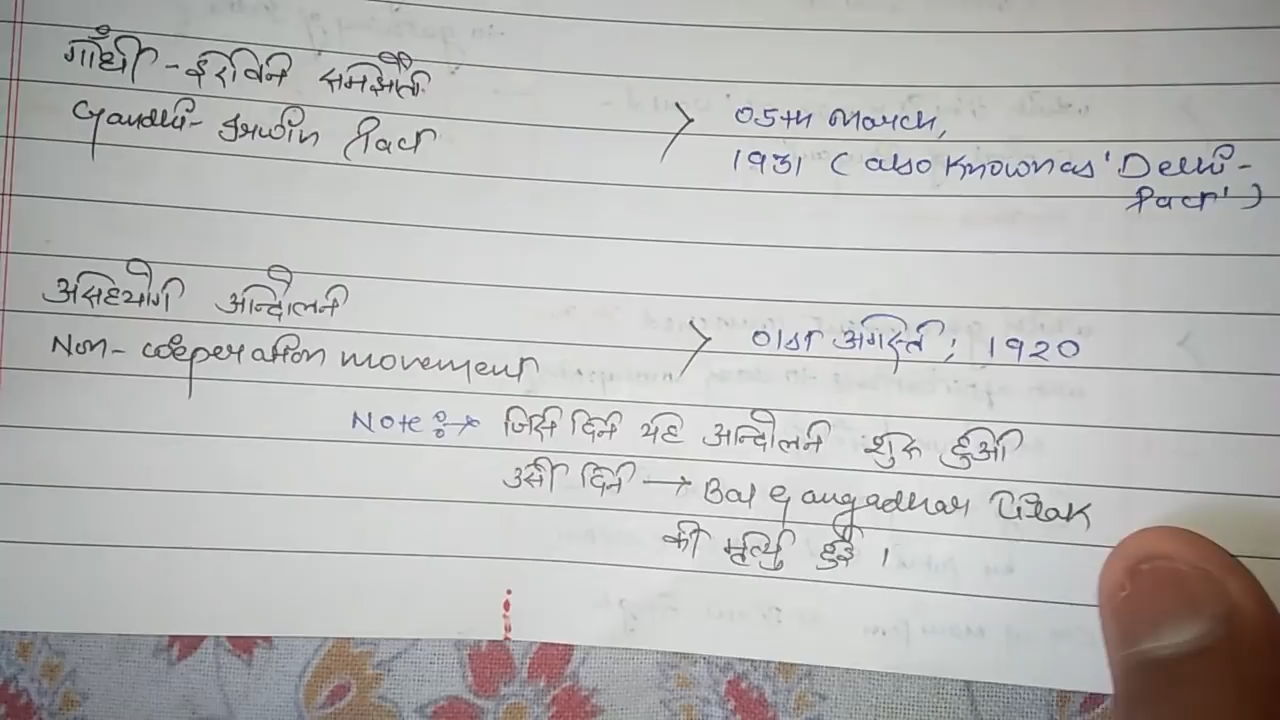 गाँधी - इरविन समझौता
Gandhi - Irwin Pact
> 05th March,
1931 (also Known as 'Delhi-
Pact')
असहयोग आन्दोलन
Non-cooperation movement
> 01st अगस्त, 1920
Note :→ जिस दिन यह आन्दोलन शुरू हुआ
उसी दिन → Bal Gangadhar Tilak
की मृत्यु हुई ।